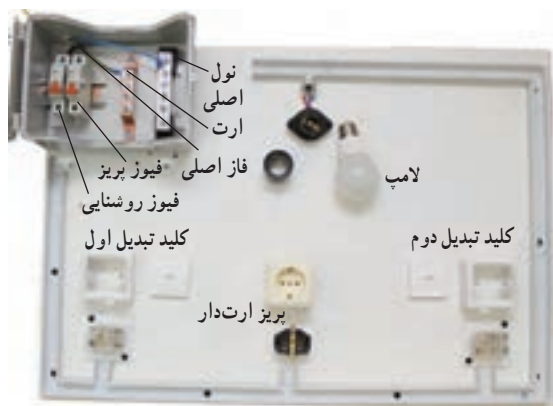 نول
اصلی
ارت
فاز اصلی
فیوز پریز
فیوز روشنایی
لامپ
کلید تبدیل اول
کلید تبدیل دوم
پریز ارت‌دار